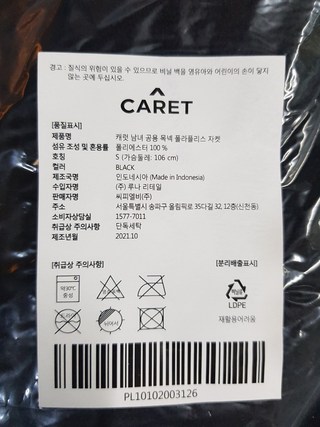 경고 : 질식의 위험이 있을 수 있으므로 버닐 백을 영유아와 어린이의 손이 닿지
않는 곳에 두십시오.
CARET
[품질표시]
제품명 캐럿 남녀 공용 목넥 폴라플리스 자켓
섬유 조성 및 혼용률 폴리에스터 100 %
호칭 S (가슴둘레: 106 cm)
컬러 BLACK
제조국명 인도네시아 (Made in Indonesia)
수입자명 (주) 루나 리테일
판매자명 씨피엘비(주)
주소 서울특별시 송파구 올림픽로 35다길 32, 12층(신천동)
소비자상담실 1577-7011
취급상 주의사항 단독세탁
제조년월 2021.10
[취급상 주의사항] [분리배출표시]
약30℃
중성
LDPE
재활용어려움
PL10102003126